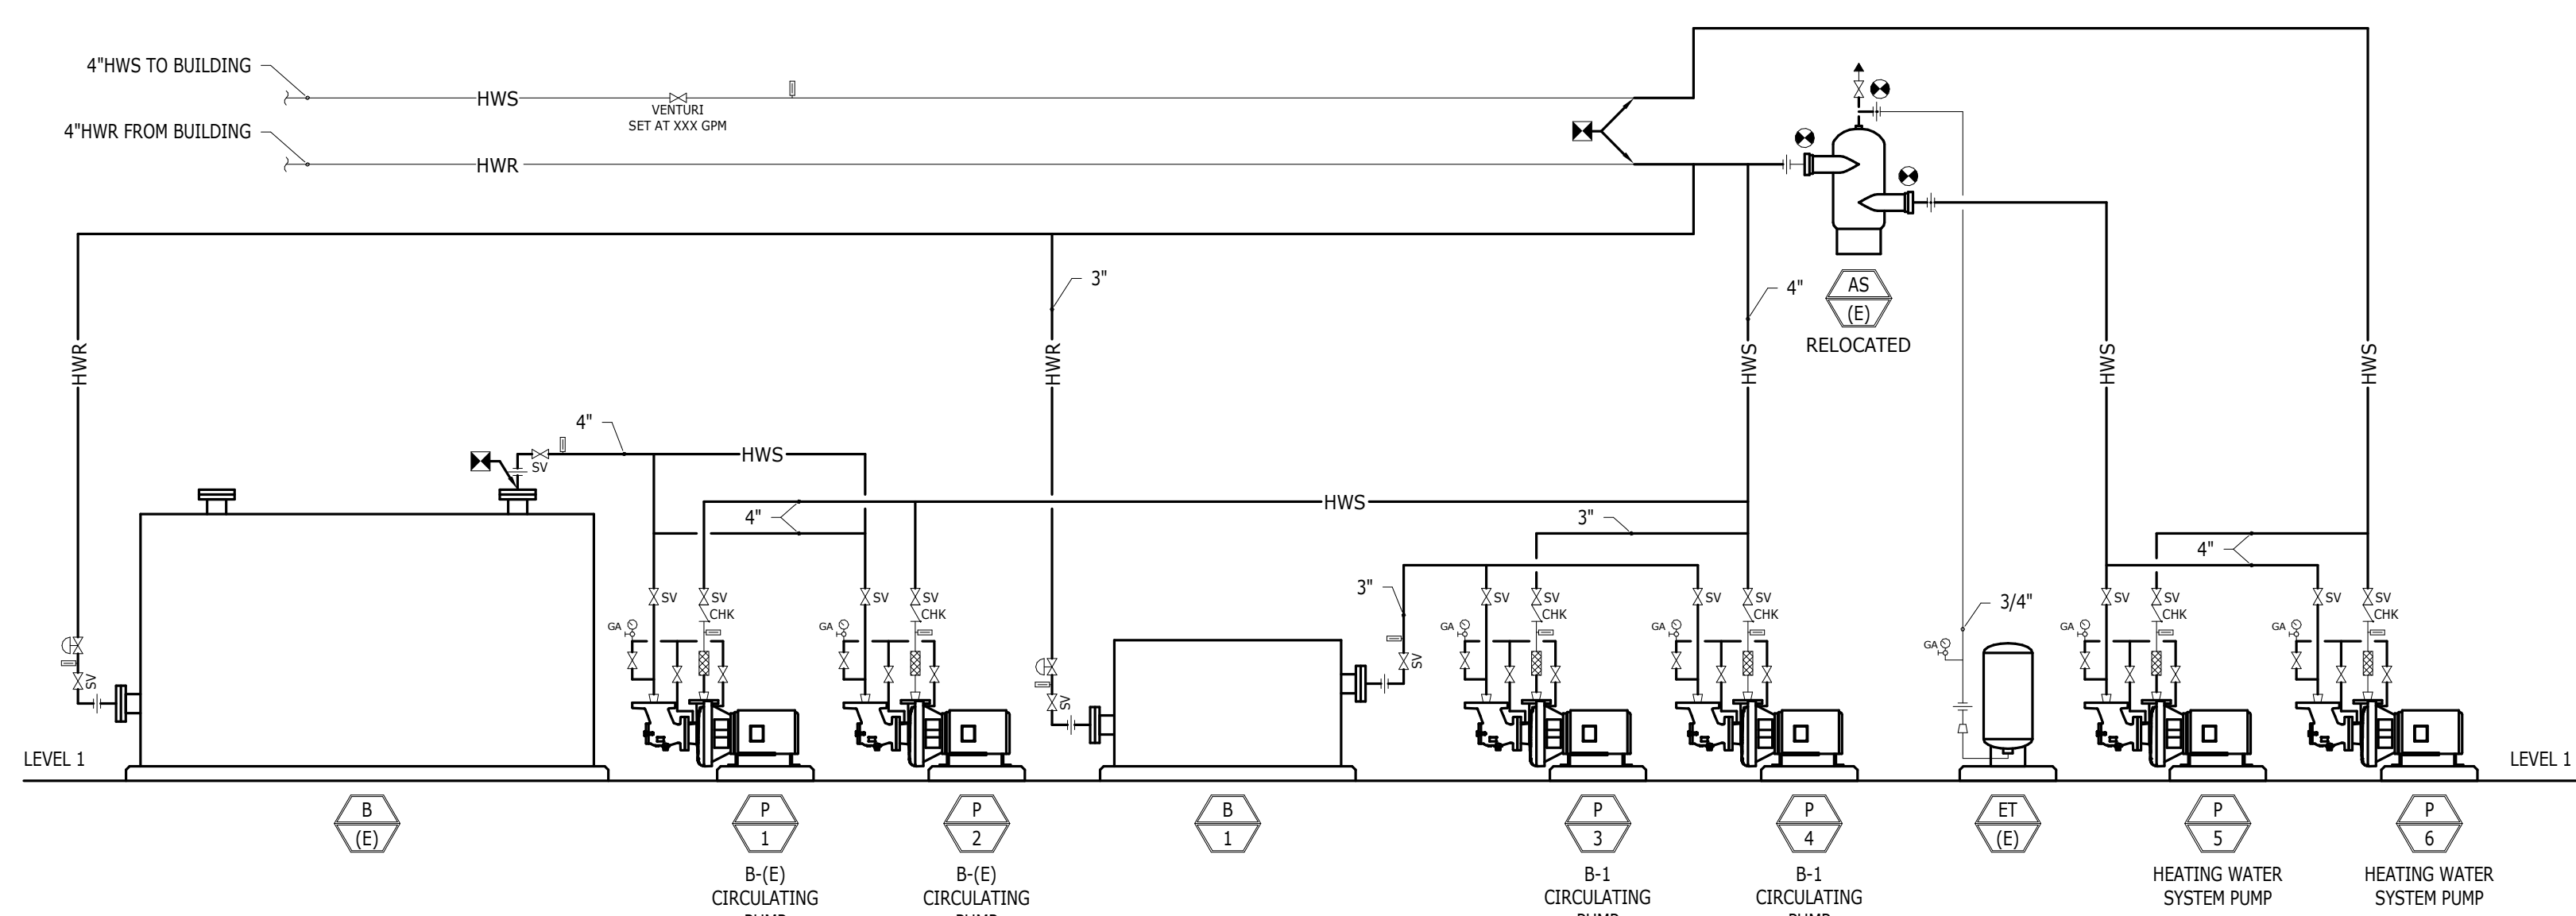 4"HWS TO BUILDING
HWS
VENTURI
SET AT XXX GPM
4"HWR FROM BUILDING
HWR
3"
4"
AS
(E)
RELOCATED
HWR
HWR
HWS
HWS
HWS
4"
HWS
SV
4"
HWS
3"
4"
3"
3/4"
SV
SV
CHK
GA
SV
SV
CHK
GA
SV
SV
CHK
GA
SV
SV
CHK
GA
SV
SV
CHK
GA
SV
SV
CHK
GA
GA
SV
SV
SV
LEVEL 1
LEVEL 1
B
(E)
P
1
B-(E)
CIRCULATING
PUMP
P
2
B-(E)
CIRCULATING
PUMP
B
1
P
3
B-1
CIRCULATING
PUMP
P
4
B-1
CIRCULATING
PUMP
ET
(E)
P
5
HEATING WATER
SYSTEM PUMP
P
6
HEATING WATER
SYSTEM PUMP